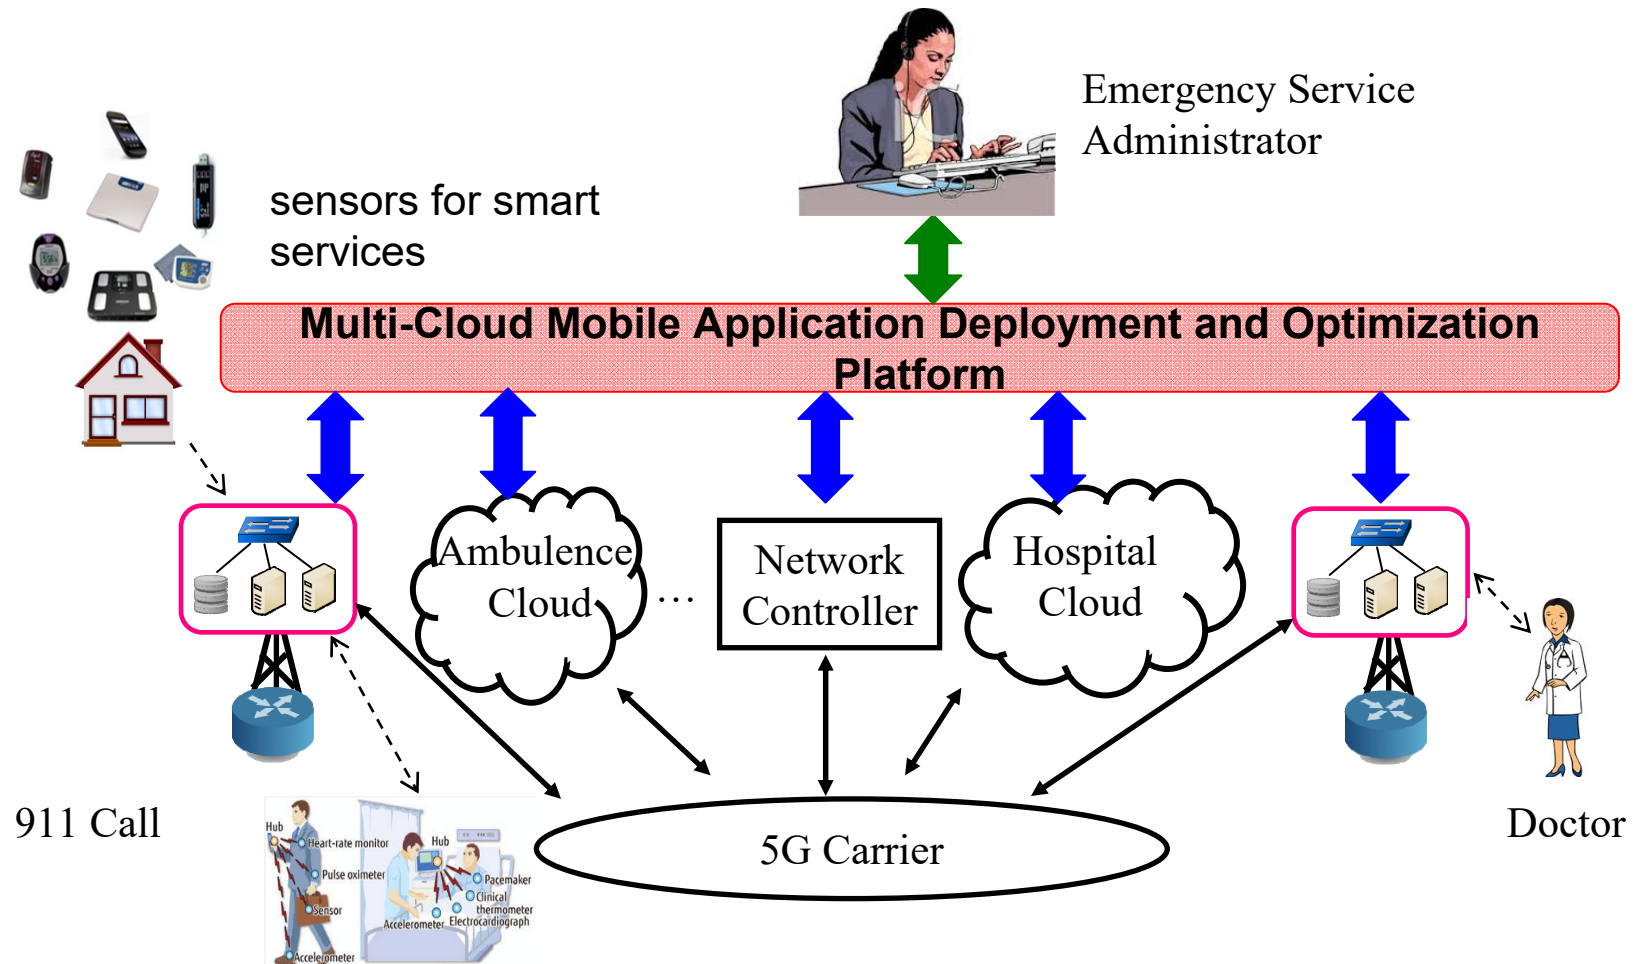 Emergency Service
Administrator
sensors for smart
services
Multi-Cloud Mobile Application Deployment and Optimization
Platform
Ambulence
Cloud
...
Network
Controller
Hospital
Cloud
911 Call
Hub
Heart-rate monitor
Pulse oximeter
Sensor
Accelerometer
Hub
Pacemaker
Clinical
thermometer
Electrocardiograph
Accelerometer
5G Carrier
Doctor